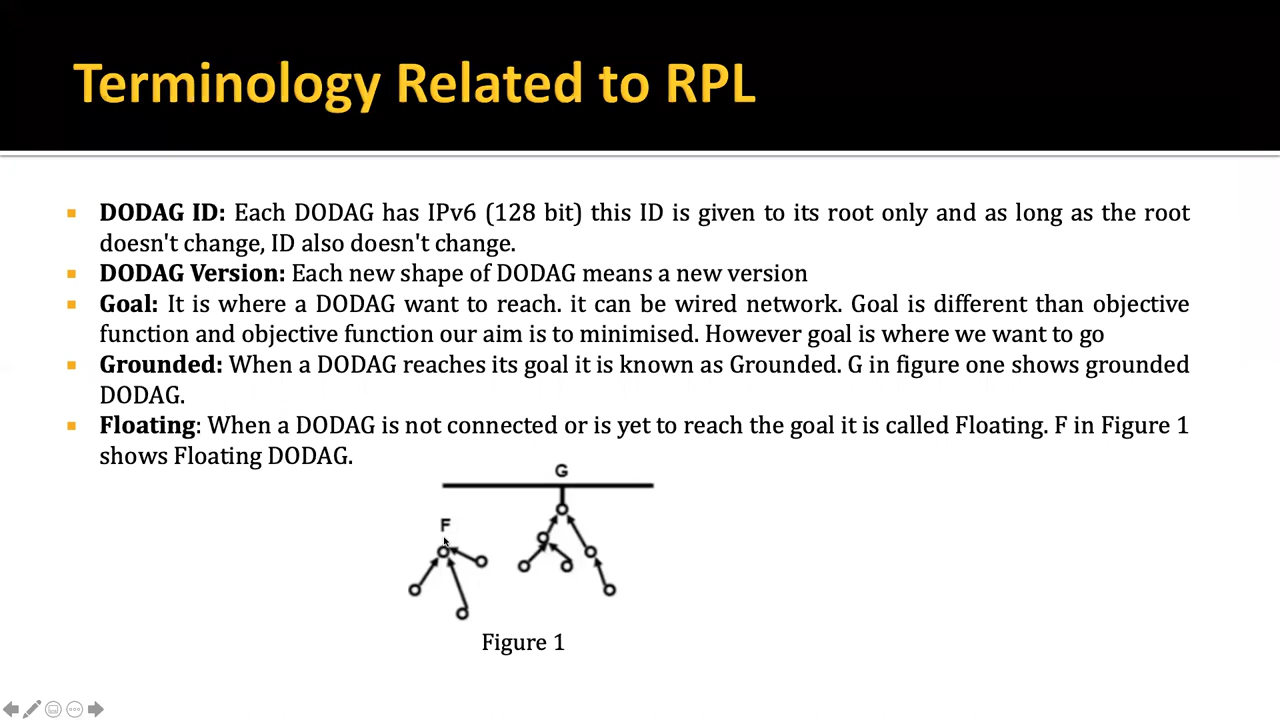 Terminology Related to RPL
DODAG ID: Each DODAG has IPv6 (128 bit) this ID is given to its root only and as long as the root
doesn't change, ID also doesn't change.
DODAG Version: Each new shape of DODAG means a new version
Goal: It is where a DODAG want to reach. it can be wired network. Goal is different than objective
function and objective function our aim is to minimised. However goal is where we want to go
Grounded: When a DODAG reaches its goal it is known as Grounded. G in figure one shows grounded
DODAG.
Floating: When a DODAG is not connected or is yet to reach the goal it is called Floating. F in Figure 1
shows Floating DODAG.
G
F
Figure 1